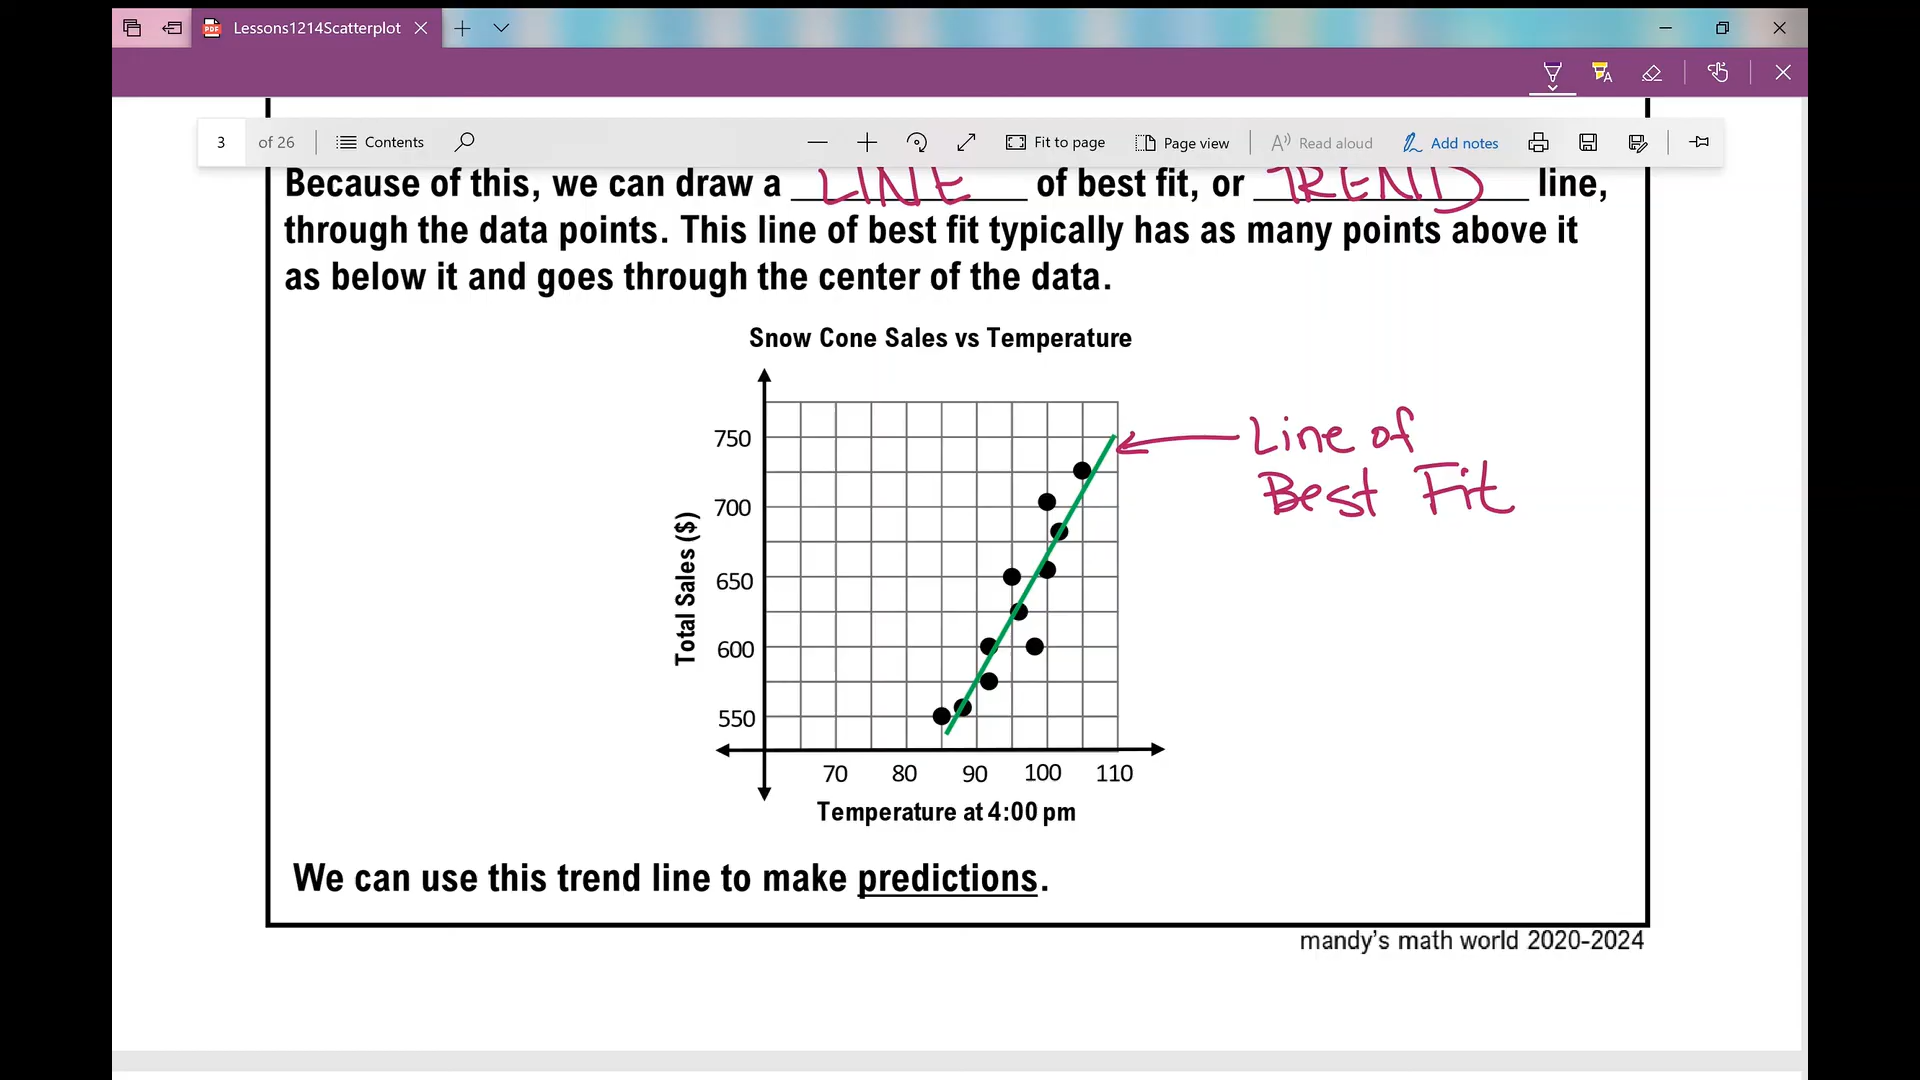 Lessons1214Scatterplot
3 of 26 Contents Fit to page Page view Read aloud Add notes
Because of this, we can draw a LINE of best fit, or TREND line,
through the data points. This line of best fit typically has as many points above it
as below it and goes through the center of the data.
Snow Cone Sales vs Temperature
750
700
650
600
550
Total Sales ($)
70 80 90 100 110
Temperature at 4:00 pm
Line of
Best Fit
We can use this trend line to make predictions.
mandy's math world 2020-2024